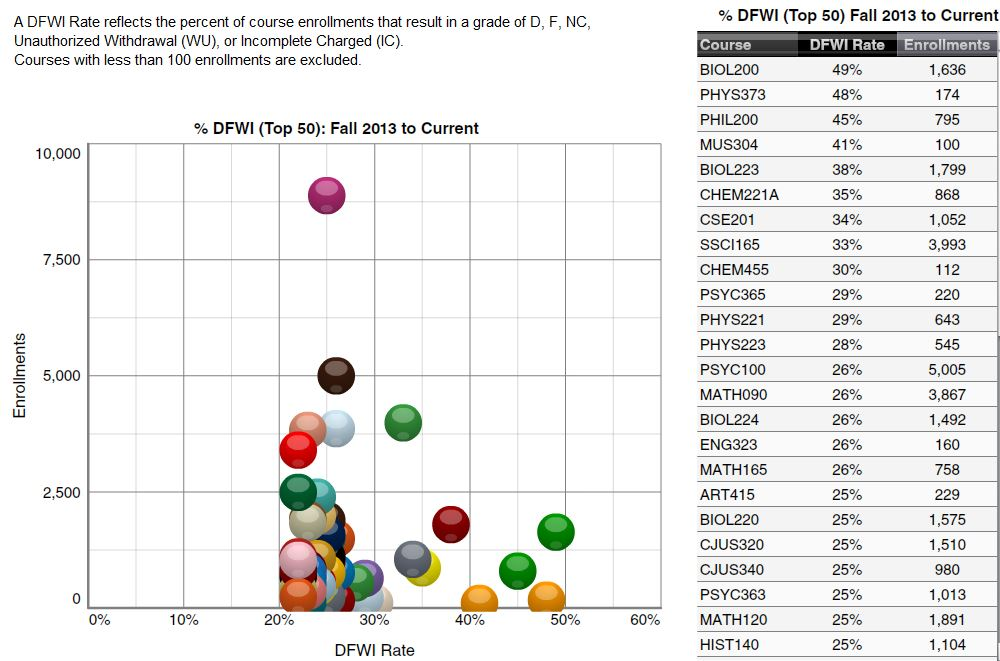 A DFWI Rate reflects the percent of course enrollments that result in a grade of D, F, NC,
Unauthorized Withdrawal (WU), or Incomplete Charged (IC).
Courses with less than 100 enrollments are excluded.
% DFWI (Top 50): Fall 2013 to Current
10,000
7,500
5,000
2,500
0
Enrollments
0% 10% 20% 30% 40% 50% 60%
DFWI Rate
% DFWI (Top 50) Fall 2013 to Current
Course DFWI Rate Enrollments
BIOL200 49% 1,636
PHYS373 48% 174
PHIL200 45% 795
MUS304 41% 100
BIOL223 38% 1,799
CHEM221A 35% 868
CSE201 34% 1,052
SSCI165 33% 3,993
CHEM455 30% 112
PSYC365 29% 220
PHYS221 29% 643
PHYS223 28% 545
PSYC100 26% 5,005
MATH090 26% 3,867
BIOL224 26% 1,492
ENG323 26% 160
MATH165 26% 758
ART415 25% 229
BIOL220 25% 1,575
CJUS320 25% 1,510
CJUS340 25% 980
PSYC363 25% 1,013
MATH120 25% 1,891
HIST140 25% 1,104